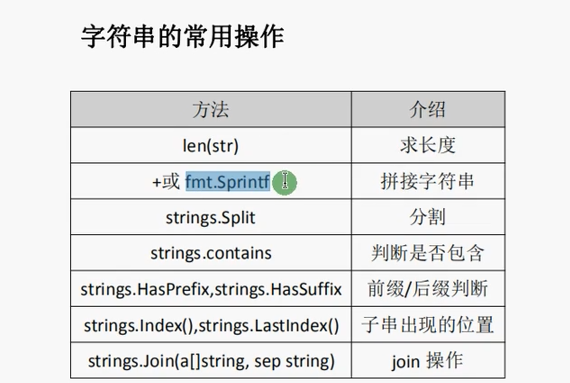 字符串的常用操作
方法 介绍
len(str) 求长度
+或 fmt.Sprintf 拼接字符串
strings.Split 分割
strings.contains 判断是否包含
strings.HasPrefix,strings.HasSuffix 前缀/后缀判断
strings.Index(),strings.LastIndex() 子串出现的位置
strings.Join(a[]string, sep string) join 操作